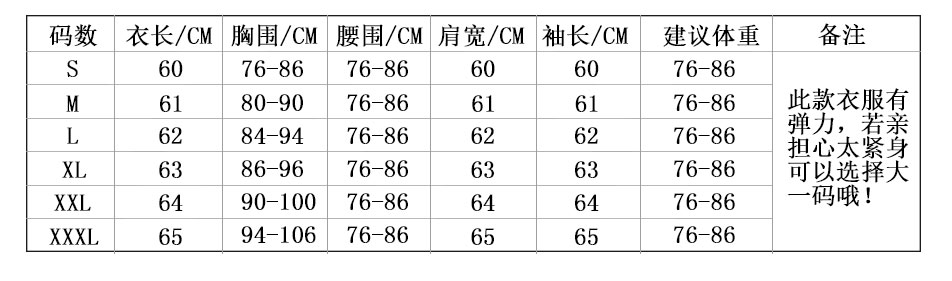 码数 衣长/CM 胸围/CM 腰围/CM 肩宽/CM 袖长/CM 建议体重 备注
S 60 76-86 76-86 60 60 76-86
M 61 80-90 76-86 61 61 76-86
L 62 84-94 76-86 62 62 76-86
XL 63 86-96 76-86 63 63 76-86
XXL 64 90-100 76-86 64 64 76-86
XXXL 65 94-106 76-86 65 65 76-86
此款衣服有
弹力，若亲
担心太紧身
可以选择大
一码哦！